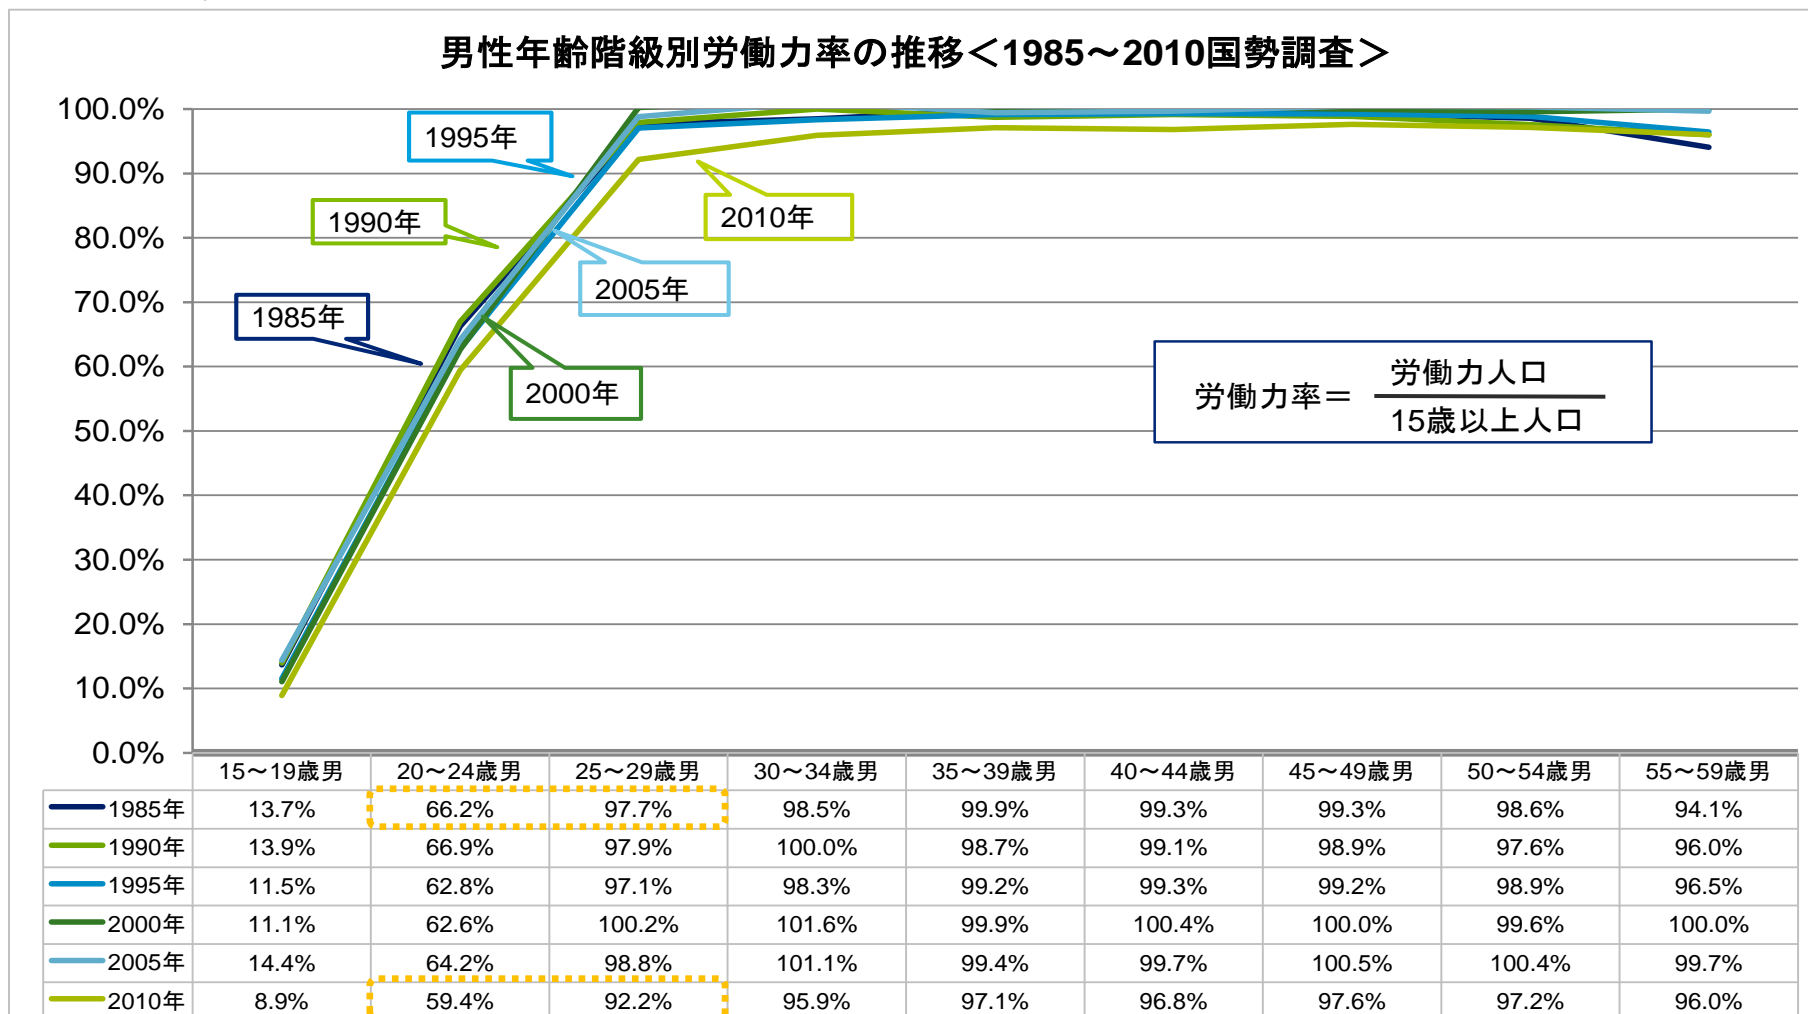 男性年齢階級別労働力率の推移＜1985～2010国勢調査＞
100.0%
90.0%
80.0%
70.0%
60.0%
50.0%
40.0%
30.0%
20.0%
10.0%
0.0%
1995年
1990年
2010年
2005年
1985年
2000年
労働力率＝ 労働力人口
15歳以上人口
15～19歳男 20～24歳男 25～29歳男 30～34歳男 35～39歳男 40～44歳男 45～49歳男 50～54歳男 55～59歳男
1985年 13.7% 66.2% 97.7% 98.5% 99.9% 99.3% 99.3% 98.6% 94.1%
1990年 13.9% 66.9% 97.9% 100.0% 98.7% 99.1% 98.9% 97.6% 96.0%
1995年 11.5% 62.8% 97.1% 98.3% 99.2% 99.3% 99.2% 98.9% 96.5%
2000年 11.1% 62.6% 100.2% 101.6% 99.9% 100.4% 100.0% 99.6% 100.0%
2005年 14.4% 64.2% 98.8% 101.1% 99.4% 99.7% 100.5% 100.4% 99.7%
2010年 8.9% 59.4% 92.2% 95.9% 97.1% 96.8% 97.6% 97.2% 96.0%